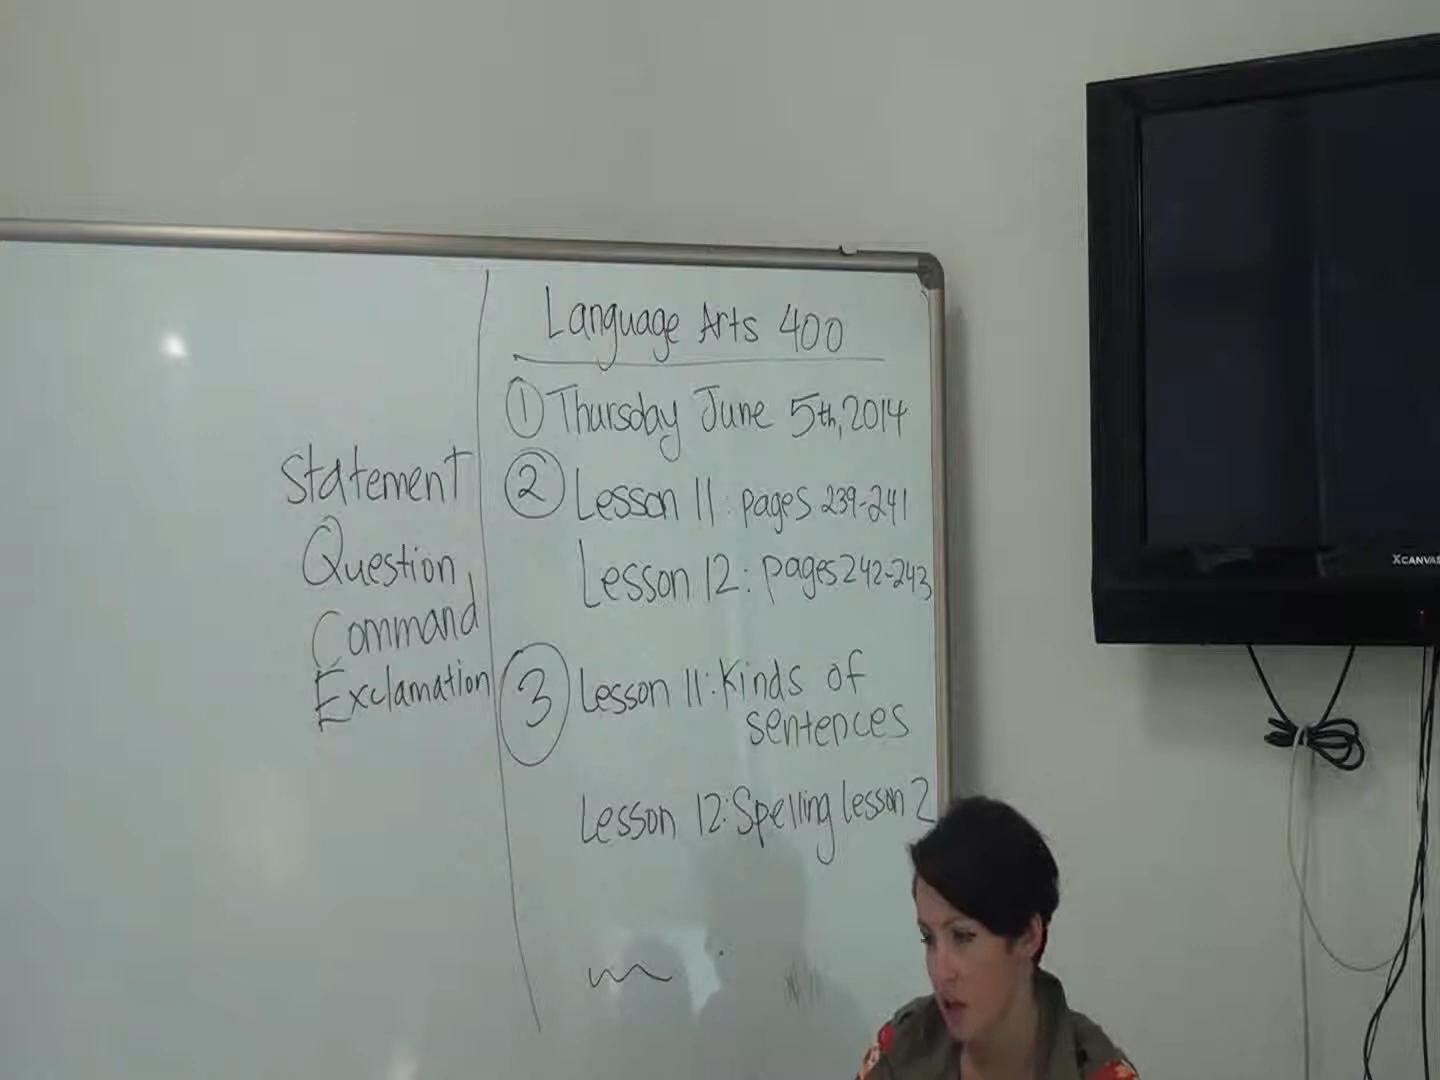 Language Arts 400
① Thursday June 5th, 2014
② Lesson 11: pages 239-241
Lesson 12: pages 242-243
③ Lesson 11: Kinds of
sentences
Lesson 12: Spelling lesson 2
Statement
Question
Command
Exclamation
XCANVAS